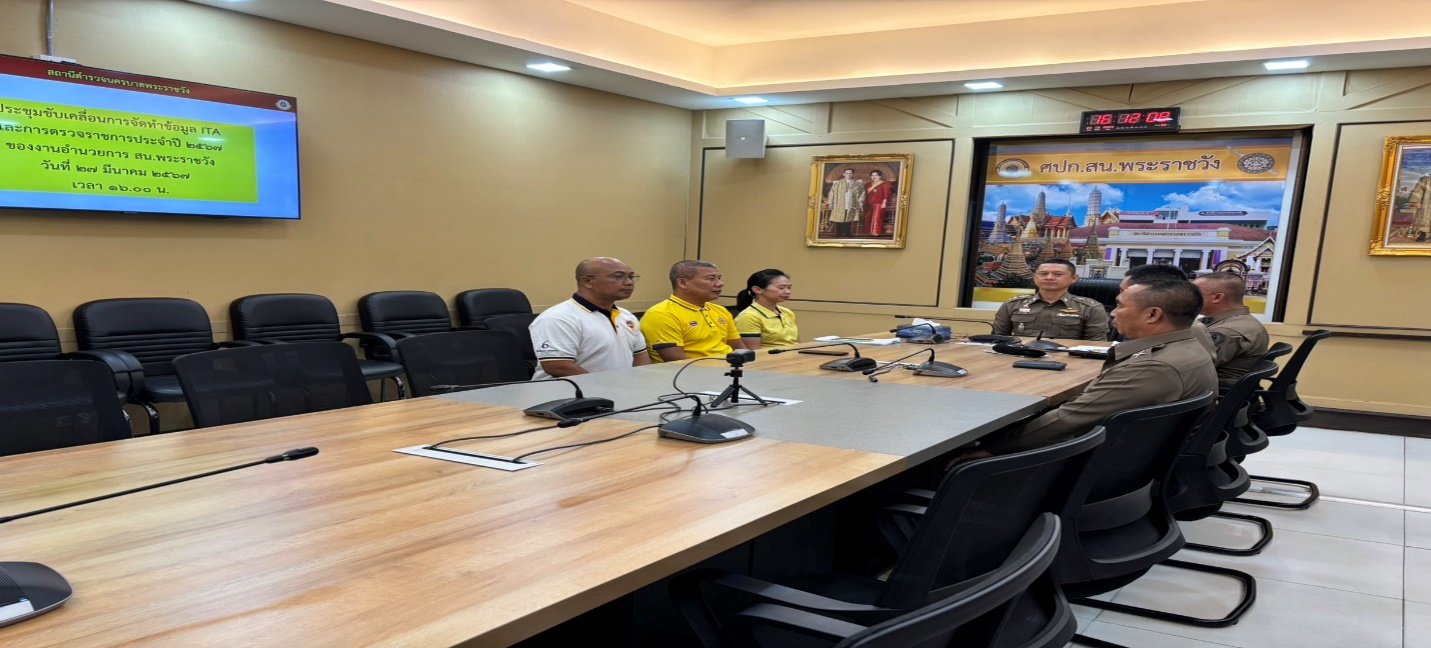 สถานีตำรวจนครบาลพระราชวัง
ประชุมขับเคลื่อนการจัดทำข้อมูล ITA
และการตรวจราชการประจำปี ๒๕๖๗
ของงานอำนวยการ สน.พระราชวัง
วันที่ ๒๗ มีนาคม ๒๕๖๗
เวลา ๑๖.๐๐ น.
16:12:00
ศปก.สน.พระราชวัง
6